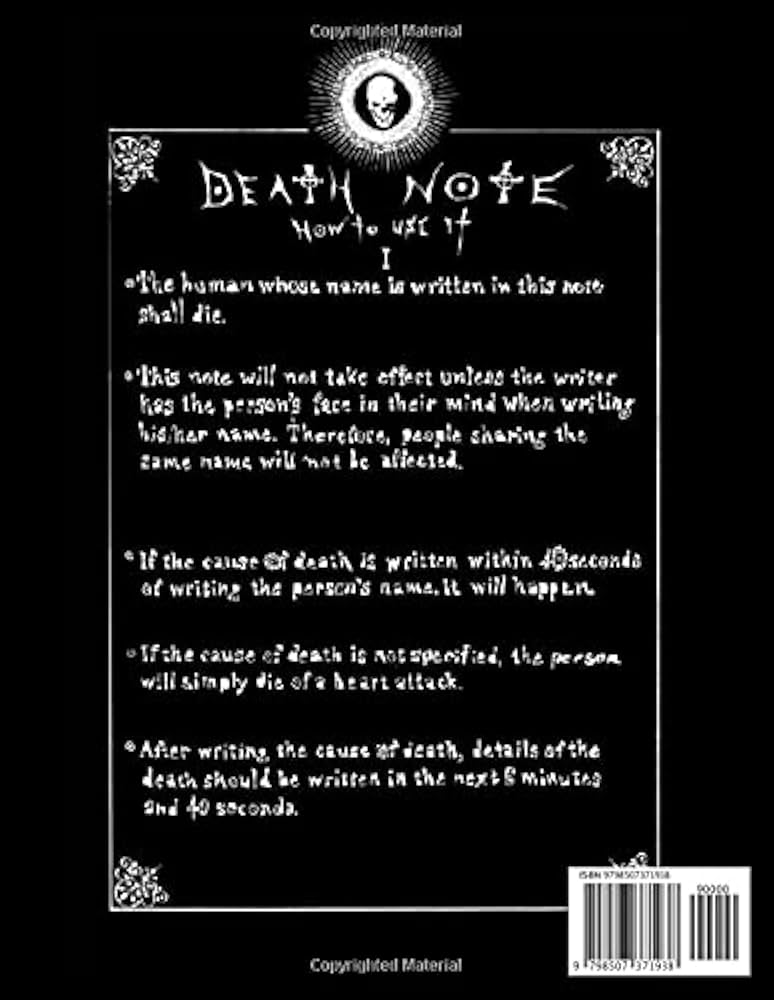 Copyrighted Material
DEATH NOTE
HOW to USE It
I
The human whose name is written in this note
shall die.
This note will not take effect unless the writer
has the person's face in their mind when writing
his/her name. Therefore, people sharing the
same name will not be affected.
If the cause of death is written within 40 seconds
of writing the person's name, it will happen.
If the cause of death is not specified, the person
will simply die of a heart attack.
After writing the cause of death, details of the
death should be written in the next 6 minutes
and 40 seconds.
ISBN 9798507371938
90000
9 798507 371938
Copyrighted Material